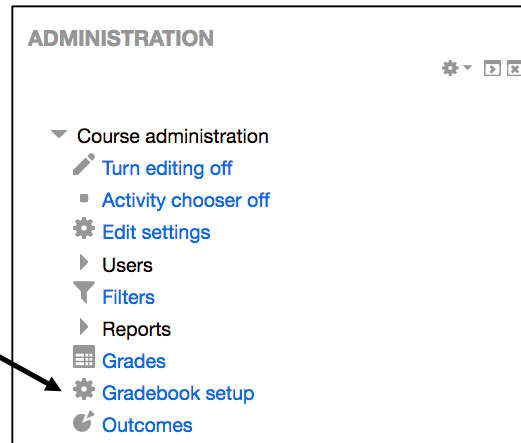 ADMINISTRATION
Course administration
Turn editing off
Activity chooser off
Edit settings
Users
Filters
Reports
Grades
Gradebook setup
Outcomes